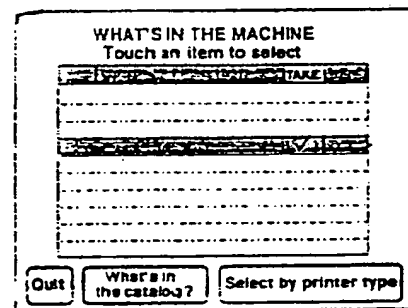 WHAT'S IN THE MACHINE
Touch an item to select
TAKE
Quit
What's in
the catalog?
Select by printer type